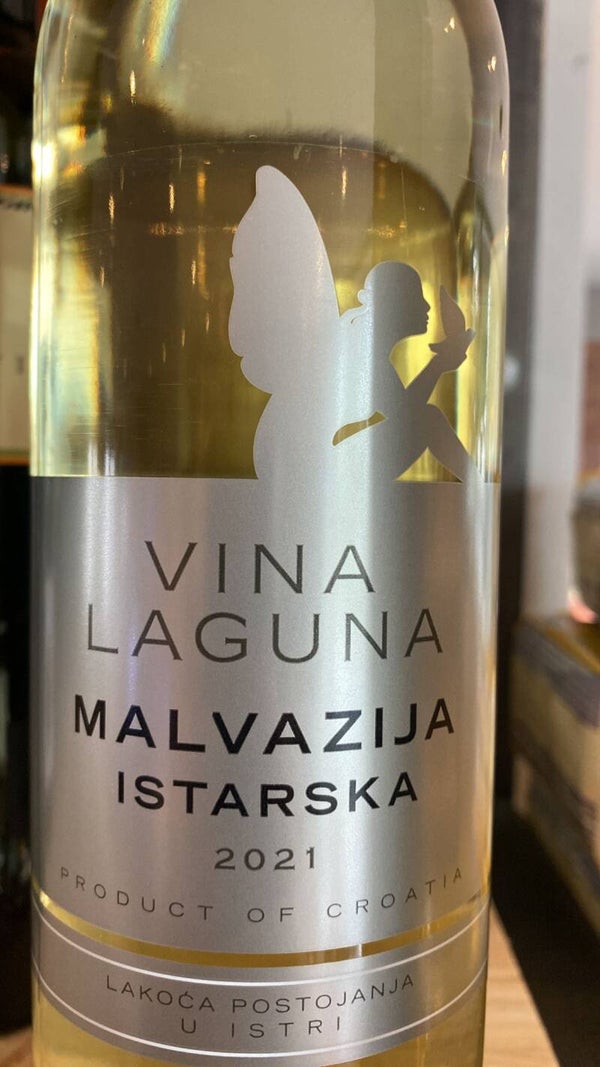 VINA
LAGUNA
MALVAZIJA
ISTARSKA
2021
PRODUCT OF CROATIA
LAKOĆA POSTOJANJA
U ISTRI